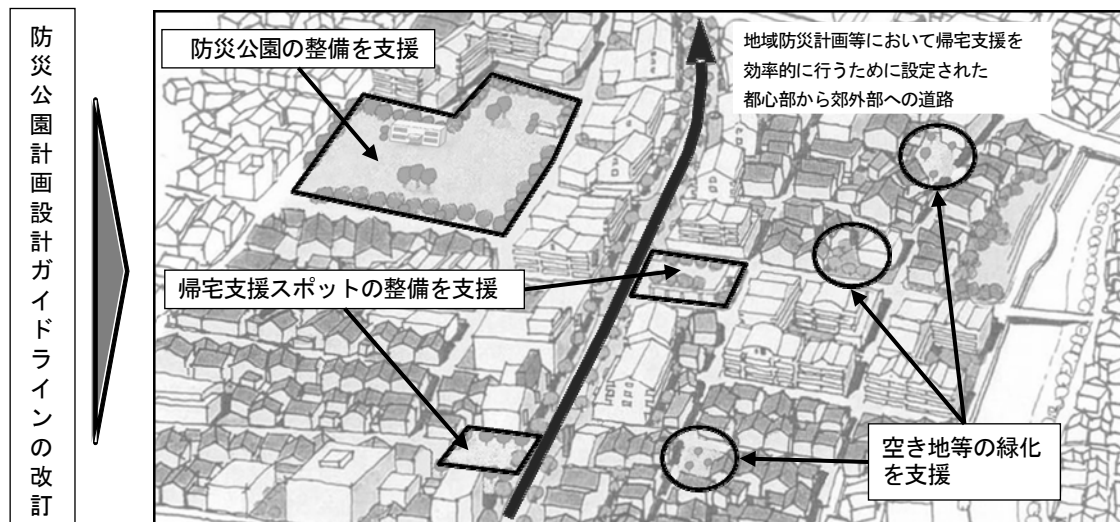 防災公園計画設計ガイドラインの改訂
防災公園の整備を支援
地域防災計画等において帰宅支援を
効率的に行うために設定された
都心部から郊外部への道路
帰宅支援スポットの整備を支援
空き地等の緑化
を支援